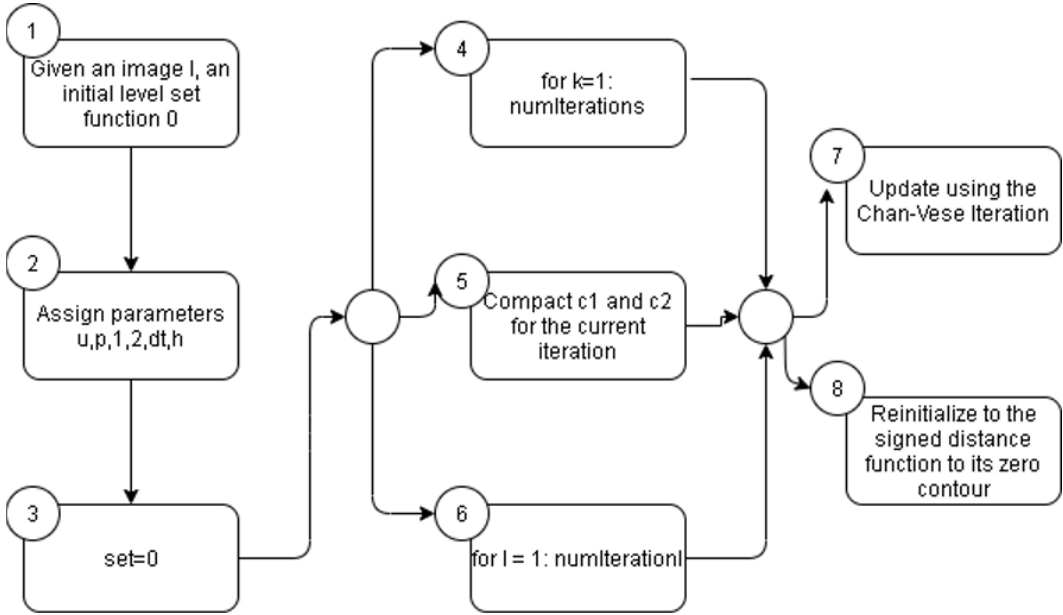 1
Given an image I, an
initial level set
function 0
2
Assign parameters
u,p,1,2,dt,h
3
set=0
4
for k=1:
numIterations
5
Compact c1 and c2
for the current
iteration
6
for I = 1: numIterationI
7
Update using the
Chan-Vese Iteration
8
Reinitialize to the
signed distance
function to its zero
contour